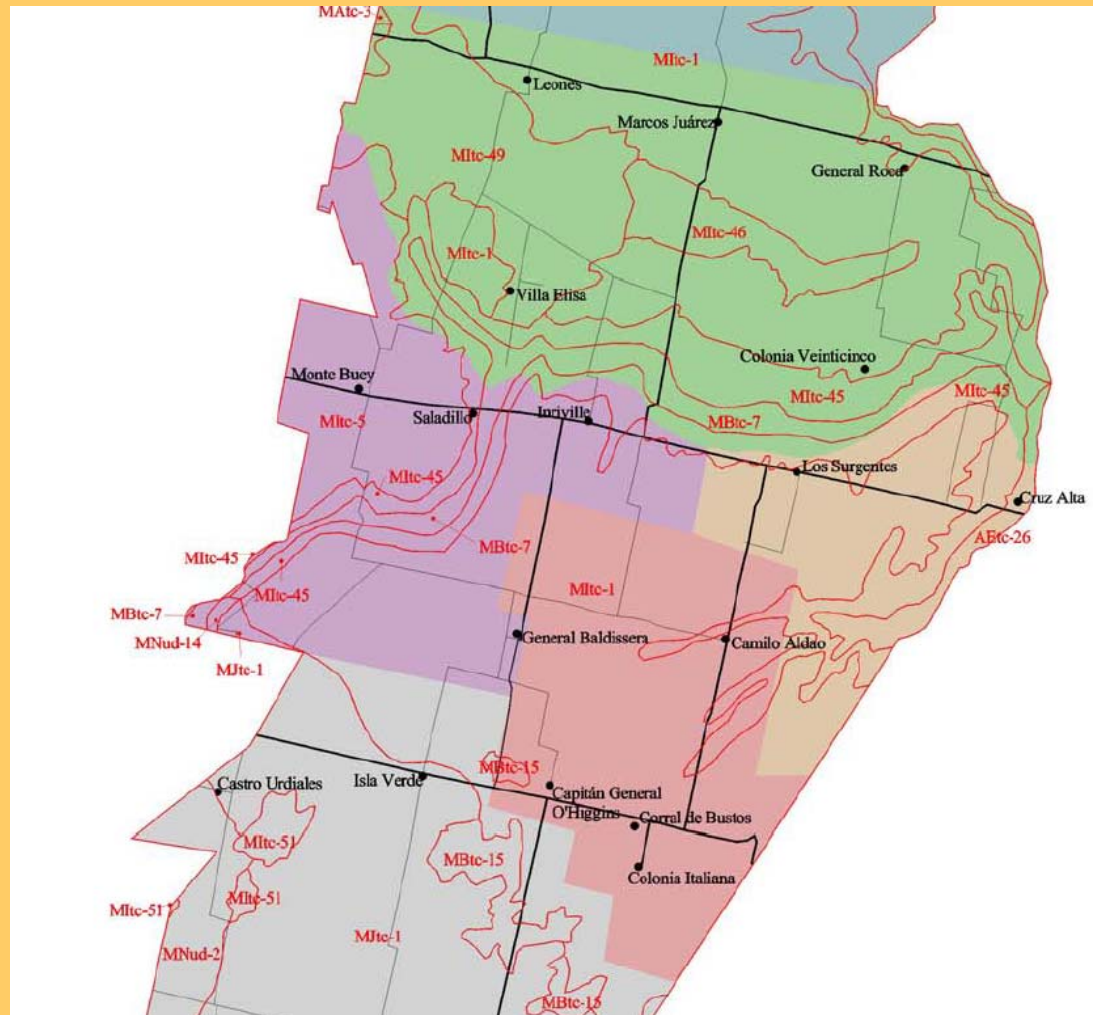 MAtc-3
MItc-1
Leones
Marcos Juárez
MItc-49
General Roca
MItc-1
MItc-46
Villa Elisa
Colonia Veinticinco
Monte Buey
MItc-45
MItc-45
MItc-5
Saladillo
Inriville
MBtc-7
Los Surgentes
MItc-45
Cruz Alta
MBtc-7
AEtc-26
MItc-45
MItc-45
MItc-1
MBtc-7
MNud-14
General Baldissera
Camilo Aldao
MJtc-1
Castro Urdiales
Isla Verde
MBtc-15
Capitán General
O'Higgins
Corral de Bustos
MItc-51
MBtc-15
Colonia Italiana
MItc-51
MItc-51
MJtc-1
MNud-2
MBtc-15